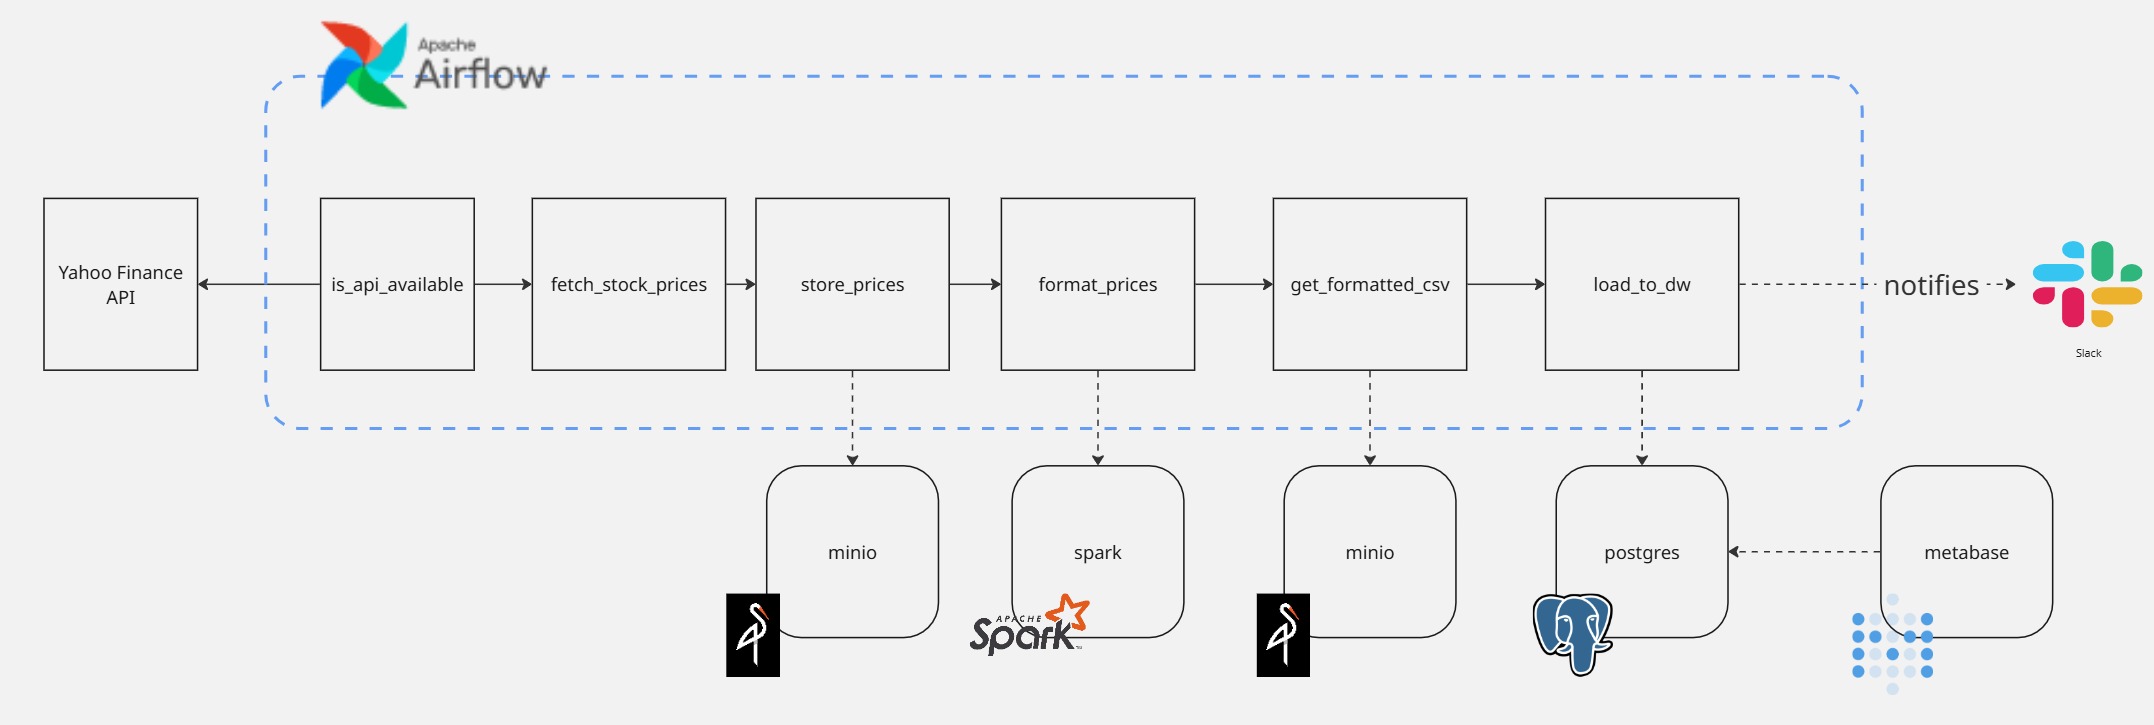 Apache
Airflow
Yahoo Finance
API
is_api_available
fetch_stock_prices
store_prices
format_prices
get_formatted_csv
load_to_dw
notifies
Slack
minio
spark
minio
postgres
metabase
APACHE
Spark